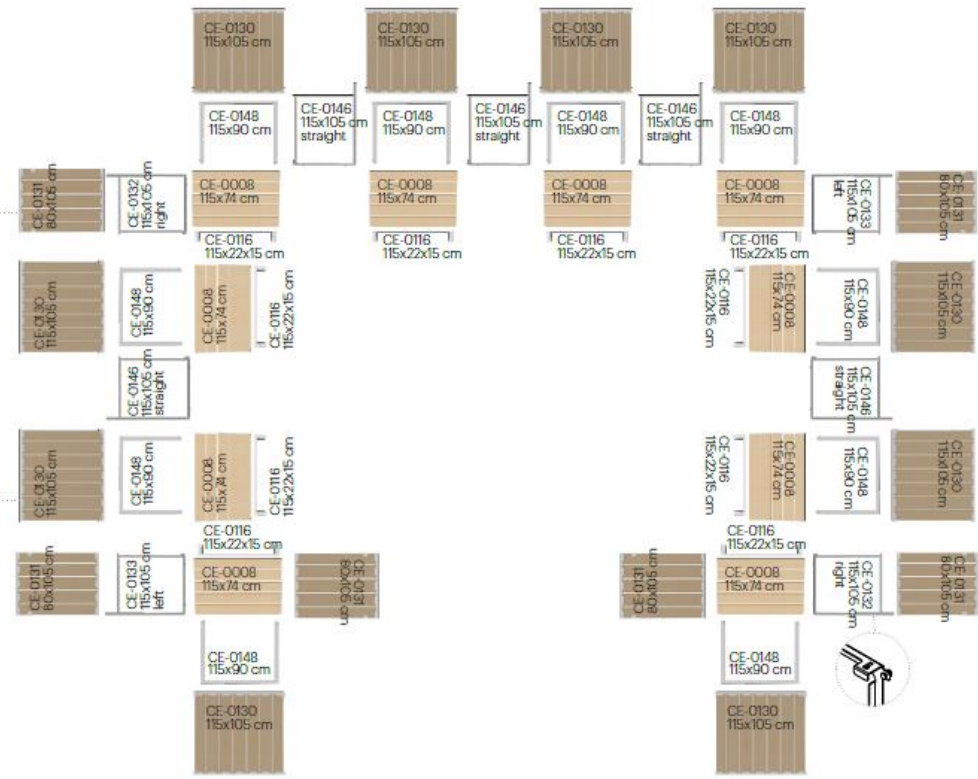 CE-0130
115x105 cm
CE-0130
115x105 cm
CE-0130
115x105 cm
CE-0130
115x105 cm
CE-0148
115x90 cm
CE-0146
115x105 cm
straight
CE-0148
115x90 cm
CE-0146
115x105 cm
straight
CE-0148
115x90 cm
CE-0146
115x105 cm
straight
CE-0148
115x90 cm
CE-0131
80x105 cm
CE-0132
115x105 cm
right
CE-0008
115x74 cm
CE-0008
115x74 cm
CE-0008
115x74 cm
CE-0008
115x74 cm
CE-0133
115x105 cm
left
CE-0131
80x105 cm
CE-0116
115x22x15 cm
CE-0116
115x22x15 cm
CE-0116
115x22x15 cm
CE-0116
115x22x15 cm
CE-0130
115x105 cm
CE-0148
115x90 cm
CE-0008
115x74 cm
CE-0116
115x22x15 cm
CE-0116
115x22x15 cm
CE-0008
115x74 cm
CE-0148
115x90 cm
CE-0130
115x105 cm
CE-0146
115x105 cm
straight
CE-0146
115x105 cm
straight
CE-0130
115x105 cm
CE-0148
115x90 cm
CE-0008
115x74 cm
CE-0116
115x22x15 cm
CE-0116
115x22x15 cm
CE-0008
115x74 cm
CE-0148
115x90 cm
CE-0130
115x105 cm
CE-0116
115x22x15 cm
CE-0116
115x22x15 cm
CE-0131
80x105 cm
CE-0133
115x105 cm
left
CE-0008
115x74 cm
CE-0131
80x105 cm
CE-0131
80x105 cm
CE-0008
115x74 cm
CE-0132
115x105 cm
right
CE-0131
80x105 cm
CE-0148
115x90 cm
CE-0148
115x90 cm
CE-0130
115x105 cm
CE-0130
115x105 cm